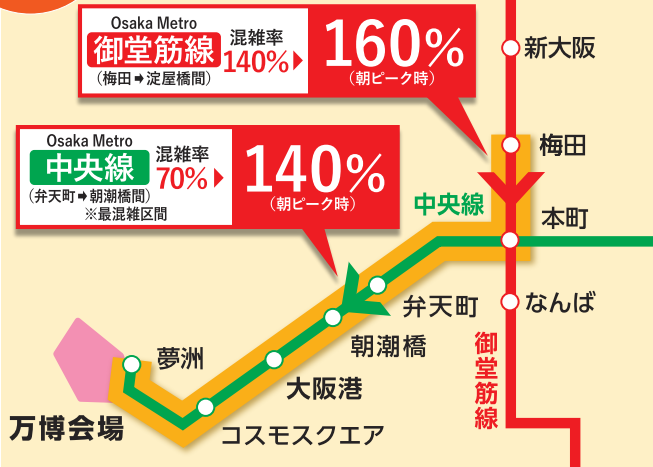 Osaka Metro
御堂筋線
(梅田➡淀屋橋間)
混雑率
140%▶
160%
(朝ピーク時)
Osaka Metro
中央線
(弁天町➡朝潮橋間)
※最混雑区間
混雑率
70%▶
140%
(朝ピーク時)
新大阪
梅田
中央線
本町
弁天町
なんば
朝潮橋
御堂筋線
夢洲
大阪港
万博会場
コスモスクエア